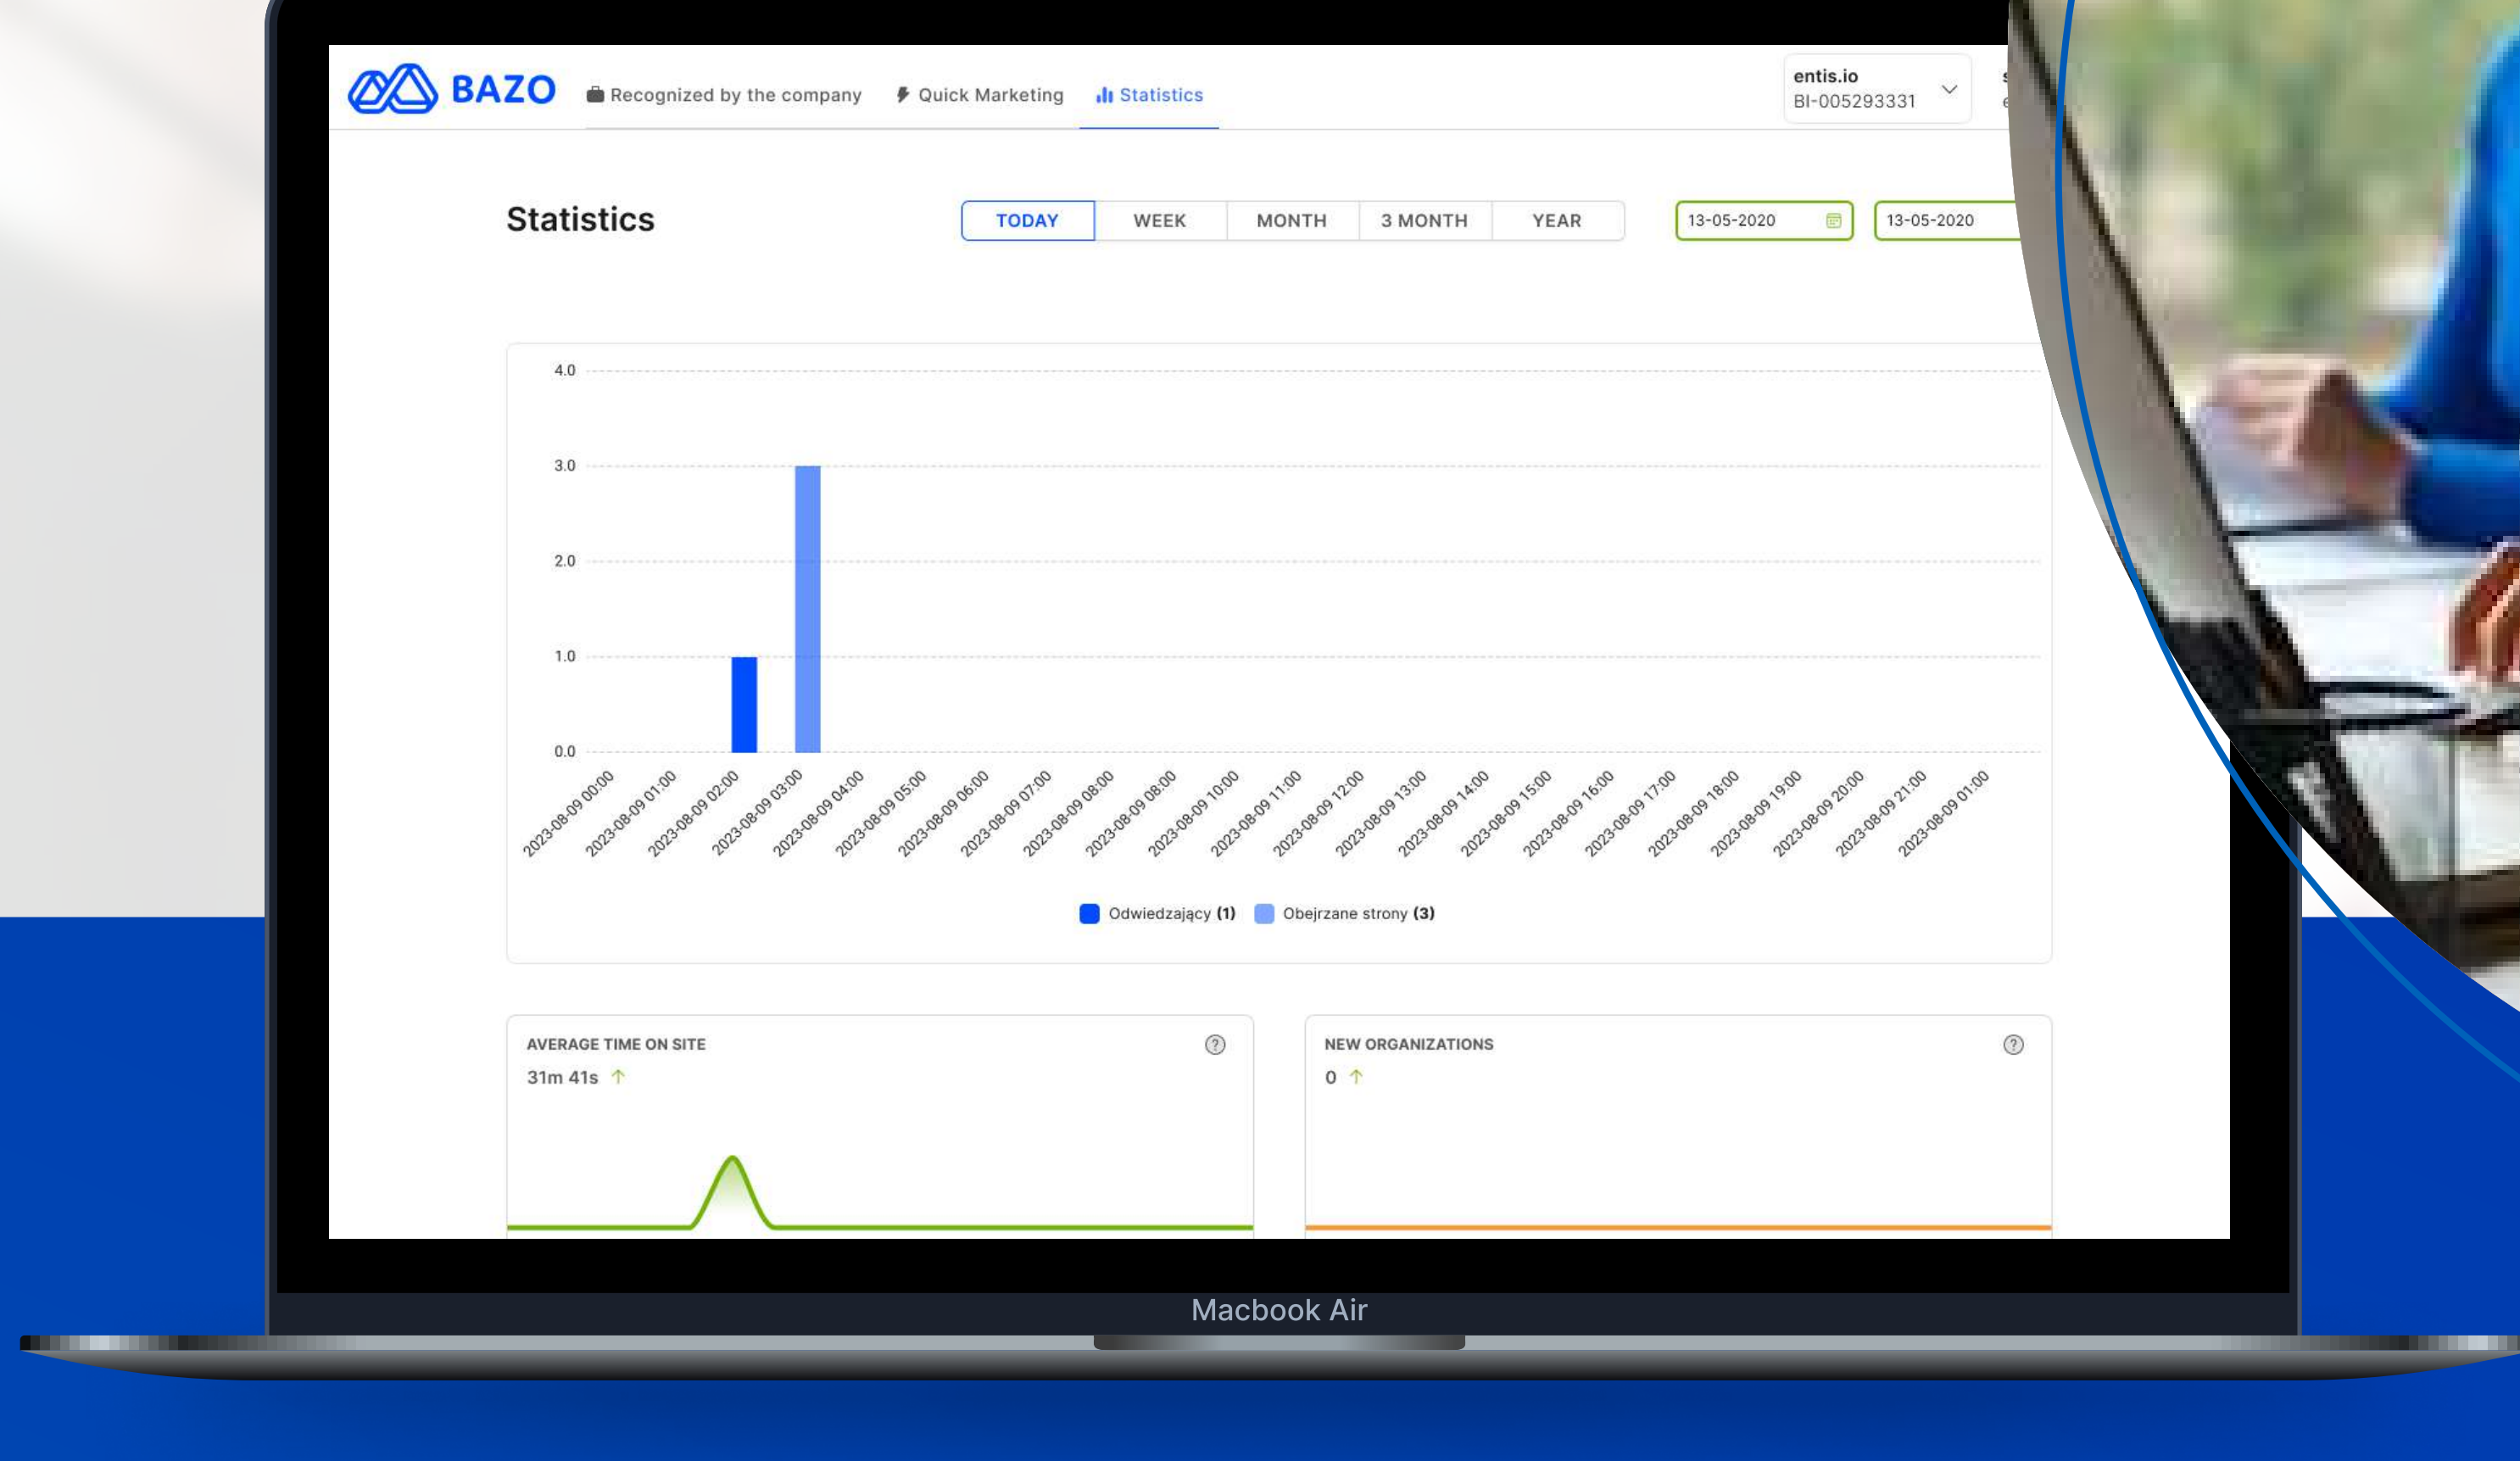 BAZO
Recognized by the company
Quick Marketing
Statistics
entis.io
BI-005293331
Statistics
TODAY
WEEK
MONTH
3 MONTH
YEAR
13-05-2020
13-05-2020
4.0
3.0
2.0
1.0
0.0
2023-08-09 00:00
2023-08-09 01:00
2023-08-09 02:00
2023-08-09 03:00
2023-08-09 04:00
2023-08-09 05:00
2023-08-09 06:00
2023-08-09 07:00
2023-08-09 08:00
2023-08-09 08:00
2023-08-09 10:00
2023-08-09 11:00
2023-08-09 12:00
2023-08-09 13:00
2023-08-09 14:00
2023-08-09 15:00
2023-08-09 16:00
2023-08-09 17:00
2023-08-09 18:00
2023-08-09 19:00
2023-08-09 20:00
2023-08-09 21:00
2023-08-09 01:00
Odwiedzający (1)
Obejrzane strony (3)
AVERAGE TIME ON SITE
31m 41s
NEW ORGANIZATIONS
0
Macbook Air